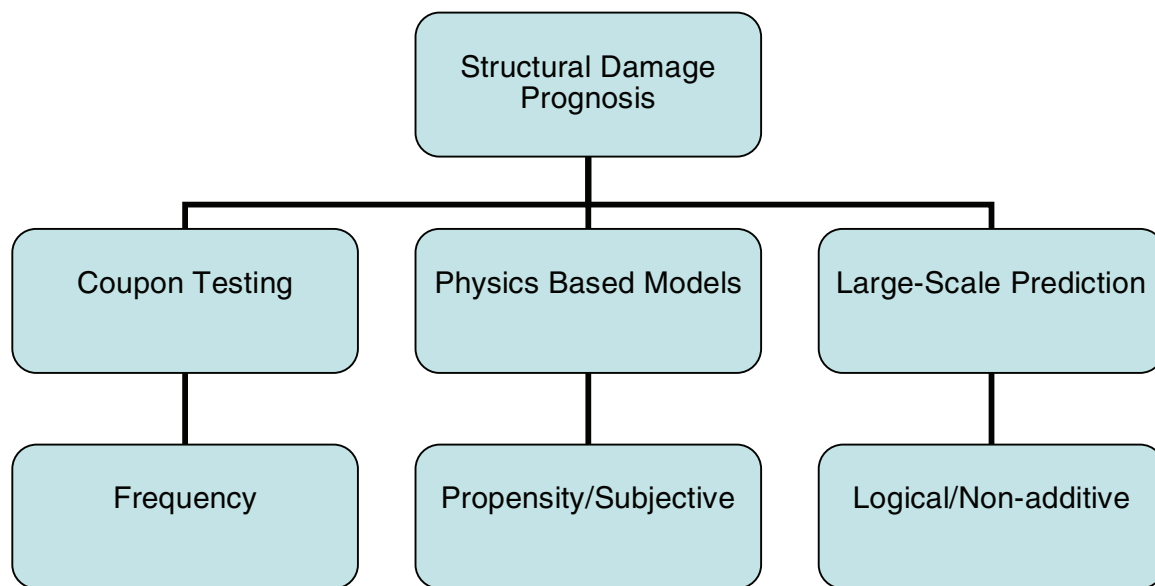 Structural Damage
Prognosis
Coupon Testing
Physics Based Models
Large-Scale Prediction
Frequency
Propensity/Subjective
Logical/Non-additive